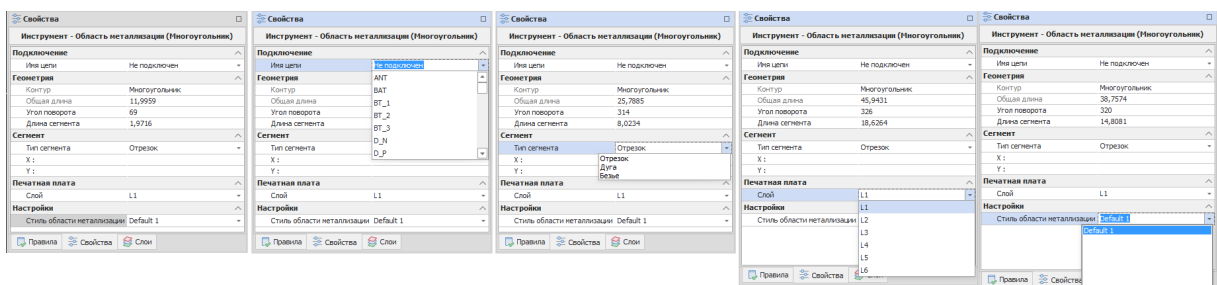 Свойства
Инструмент - Область металлизации (Многоугольник)
Подключение
Имя цепи Не подключен
Геометрия
Контур Многоугольник
Общая длина 11,9959
Угол поворота 69
Длина сегмента 1,9716
Сегмент
Тип сегмента Отрезок
X :
Y :
Печатная плата
Слой L1
Настройки
Стиль области металлизации Default 1
Правила Свойства Слои
Свойства
Инструмент - Область металлизации (Многоугольник)
Подключение
Имя цепи Не подключен
Геометрия
ANT
Контур
BAT
Общая длина
BT_1
Угол поворота
BT_2
Длина сегмента
BT_3
Сегмент
D_N
Тип сегмента
D_P
X :
Y :
Печатная плата
Слой L1
Настройки
Стиль области металлизации Default 1
Правила Свойства Слои
Свойства
Инструмент - Область металлизации (Многоугольник)
Подключение
Имя цепи Не подключен
Геометрия
Контур Многоугольник
Общая длина 25,7885
Угол поворота 314
Длина сегмента 8,0234
Сегмент
Тип сегмента Отрезок
X : Отрезок
Дуга
Y : Безье
Печатная плата
Слой L1
Настройки
Стиль области металлизации Default 1
Правила Свойства Слои
Свойства
Инструмент - Область металлизации (Многоугольник)
Подключение
Имя цепи Не подключен
Геометрия
Контур Многоугольник
Общая длина 45,9431
Угол поворота 326
Длина сегмента 18,6264
Сегмент
Тип сегмента Отрезок
X :
Y :
Печатная плата
Слой L1
Настройки L1
Стиль области металлизации L2
L3
L4
L5
L6
Правила Свойства
Свойства
Инструмент - Область металлизации (Многоугольник)
Подключение
Имя цепи Не подключен
Геометрия
Контур Многоугольник
Общая длина 38,7574
Угол поворота 320
Длина сегмента 14,8081
Сегмент
Тип сегмента Отрезок
X :
Y :
Печатная плата
Слой L1
Настройки
Стиль области металлизации Default 1
Default 1
Правила Свойства